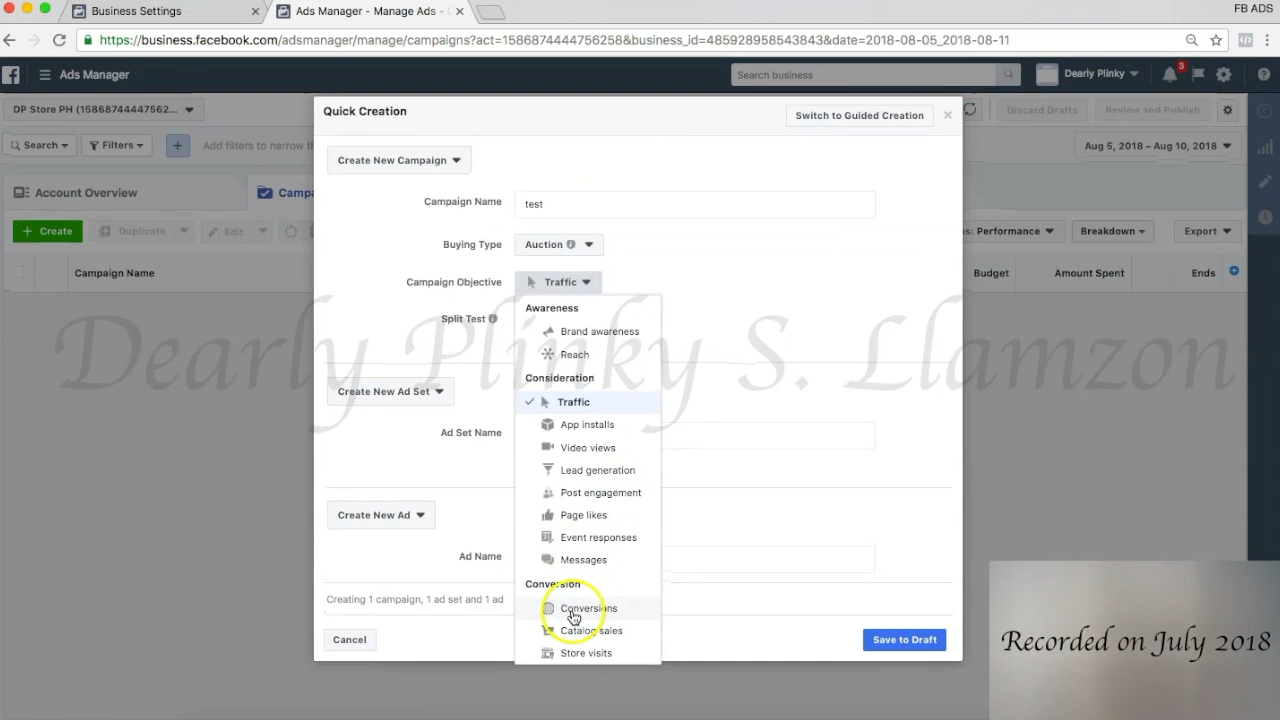 Business Settings
Ads Manager - Manage Ads -
FB ADS
https://business.facebook.com/adsmanager/manage/campaigns?act=1586874444756258&business_id=485928958543843&date=2018-08-05_2018-08-11
Ads Manager
Search business
Dearly Plinky
3
DP Store PH (15868744447562...
Discard Drafts
Review and Publish
Search
Filters
Add filters to narrow th
Aug 5, 2018 – Aug 10, 2018
Account Overview
Campa
+ Create
Duplicate
Edit
ns: Performance
Breakdown
Export
Campaign Name
Budget
Amount Spent
Ends
Quick Creation
Switch to Guided Creation
Create New Campaign
Campaign Name
test
Buying Type
Auction
Campaign Objective
Traffic
Split Test
Awareness
Brand awareness
Reach
Consideration
Traffic
App installs
Video views
Lead generation
Post engagement
Page likes
Event responses
Messages
Conversion
Conversions
Catalog sales
Store visits
Create New Ad Set
Ad Set Name
Create New Ad
Ad Name
Creating 1 campaign, 1 ad set and 1 ad
Cancel
Save to Draft
Dearly Plinky S. Llamzon
Recorded on July 2018